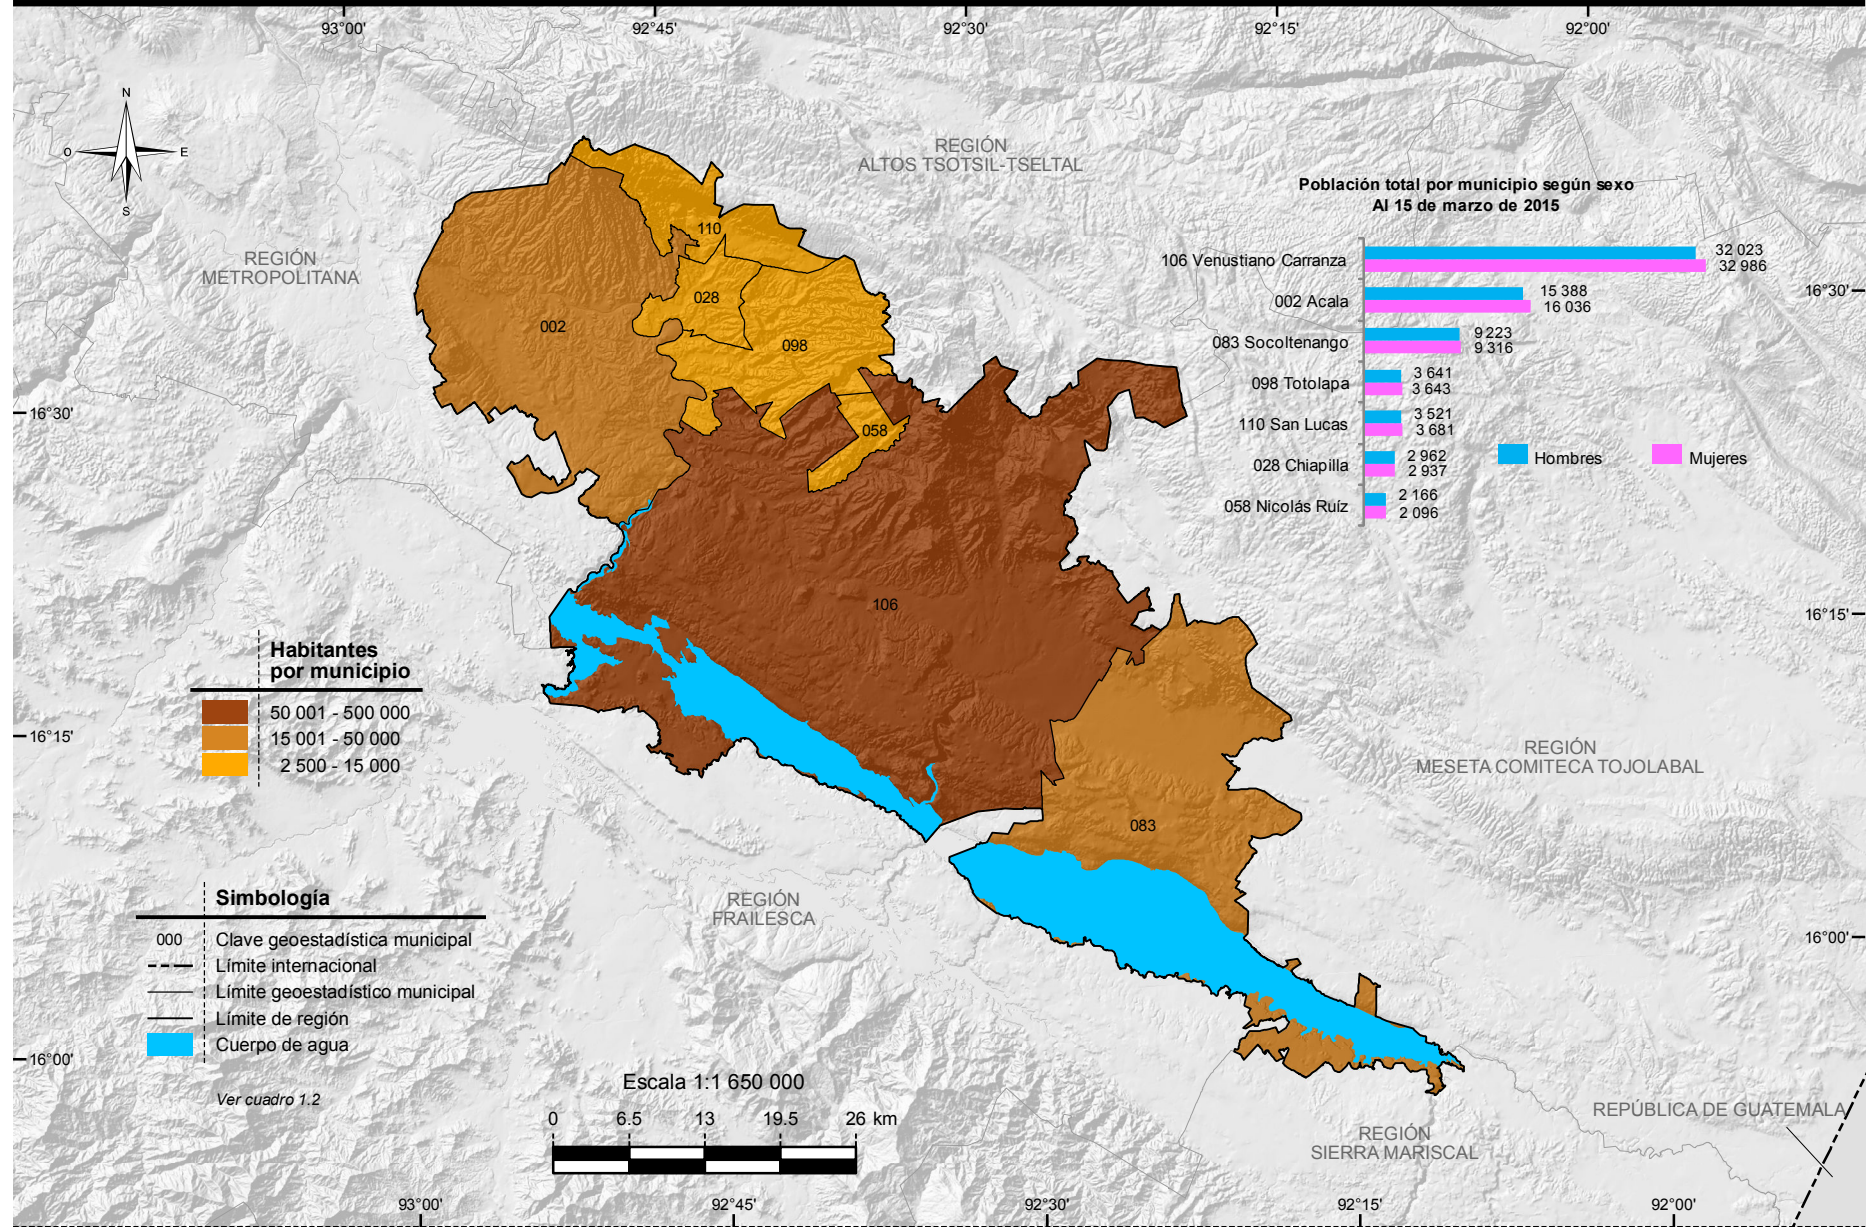 93°00'
92°45'
92°30'
92°15'
92°00'
N
O
E
S
REGIÓN
ALTOS TSOTSIL-TSELTAL
REGIÓN
METROPOLITANA
Población total por municipio según sexo
Al 15 de marzo de 2015
106 Venustiano Carranza
32 023
32 986
002 Acala
15 388
16 036
083 Socoltenango
9 223
9 316
098 Totolapa
3 641
3 643
110 San Lucas
3 521
3 681
028 Chiapilla
2 962
2 937
058 Nicolás Ruíz
2 166
2 096
Hombres
Mujeres
110
028
002
098
058
106
083
16°30'
16°30'
16°15'
16°15'
16°00'
16°00'
Habitantes
por municipio
50 001 - 500 000
15 001 - 50 000
2 500 - 15 000
REGIÓN
MESETA COMITECA TOJOLABAL
REGIÓN
FRAILESCA
Simbología
000 Clave geoestadística municipal
Límite internacional
Límite geoestadístico municipal
Límite de región
Cuerpo de agua
Ver cuadro 1.2
Escala 1:1 650 000
0 6.5 13 19.5 26 km
REPÚBLICA DE GUATEMALA
REGIÓN
SIERRA MARISCAL
93°00'
92°45'
92°30'
92°15'
92°00'